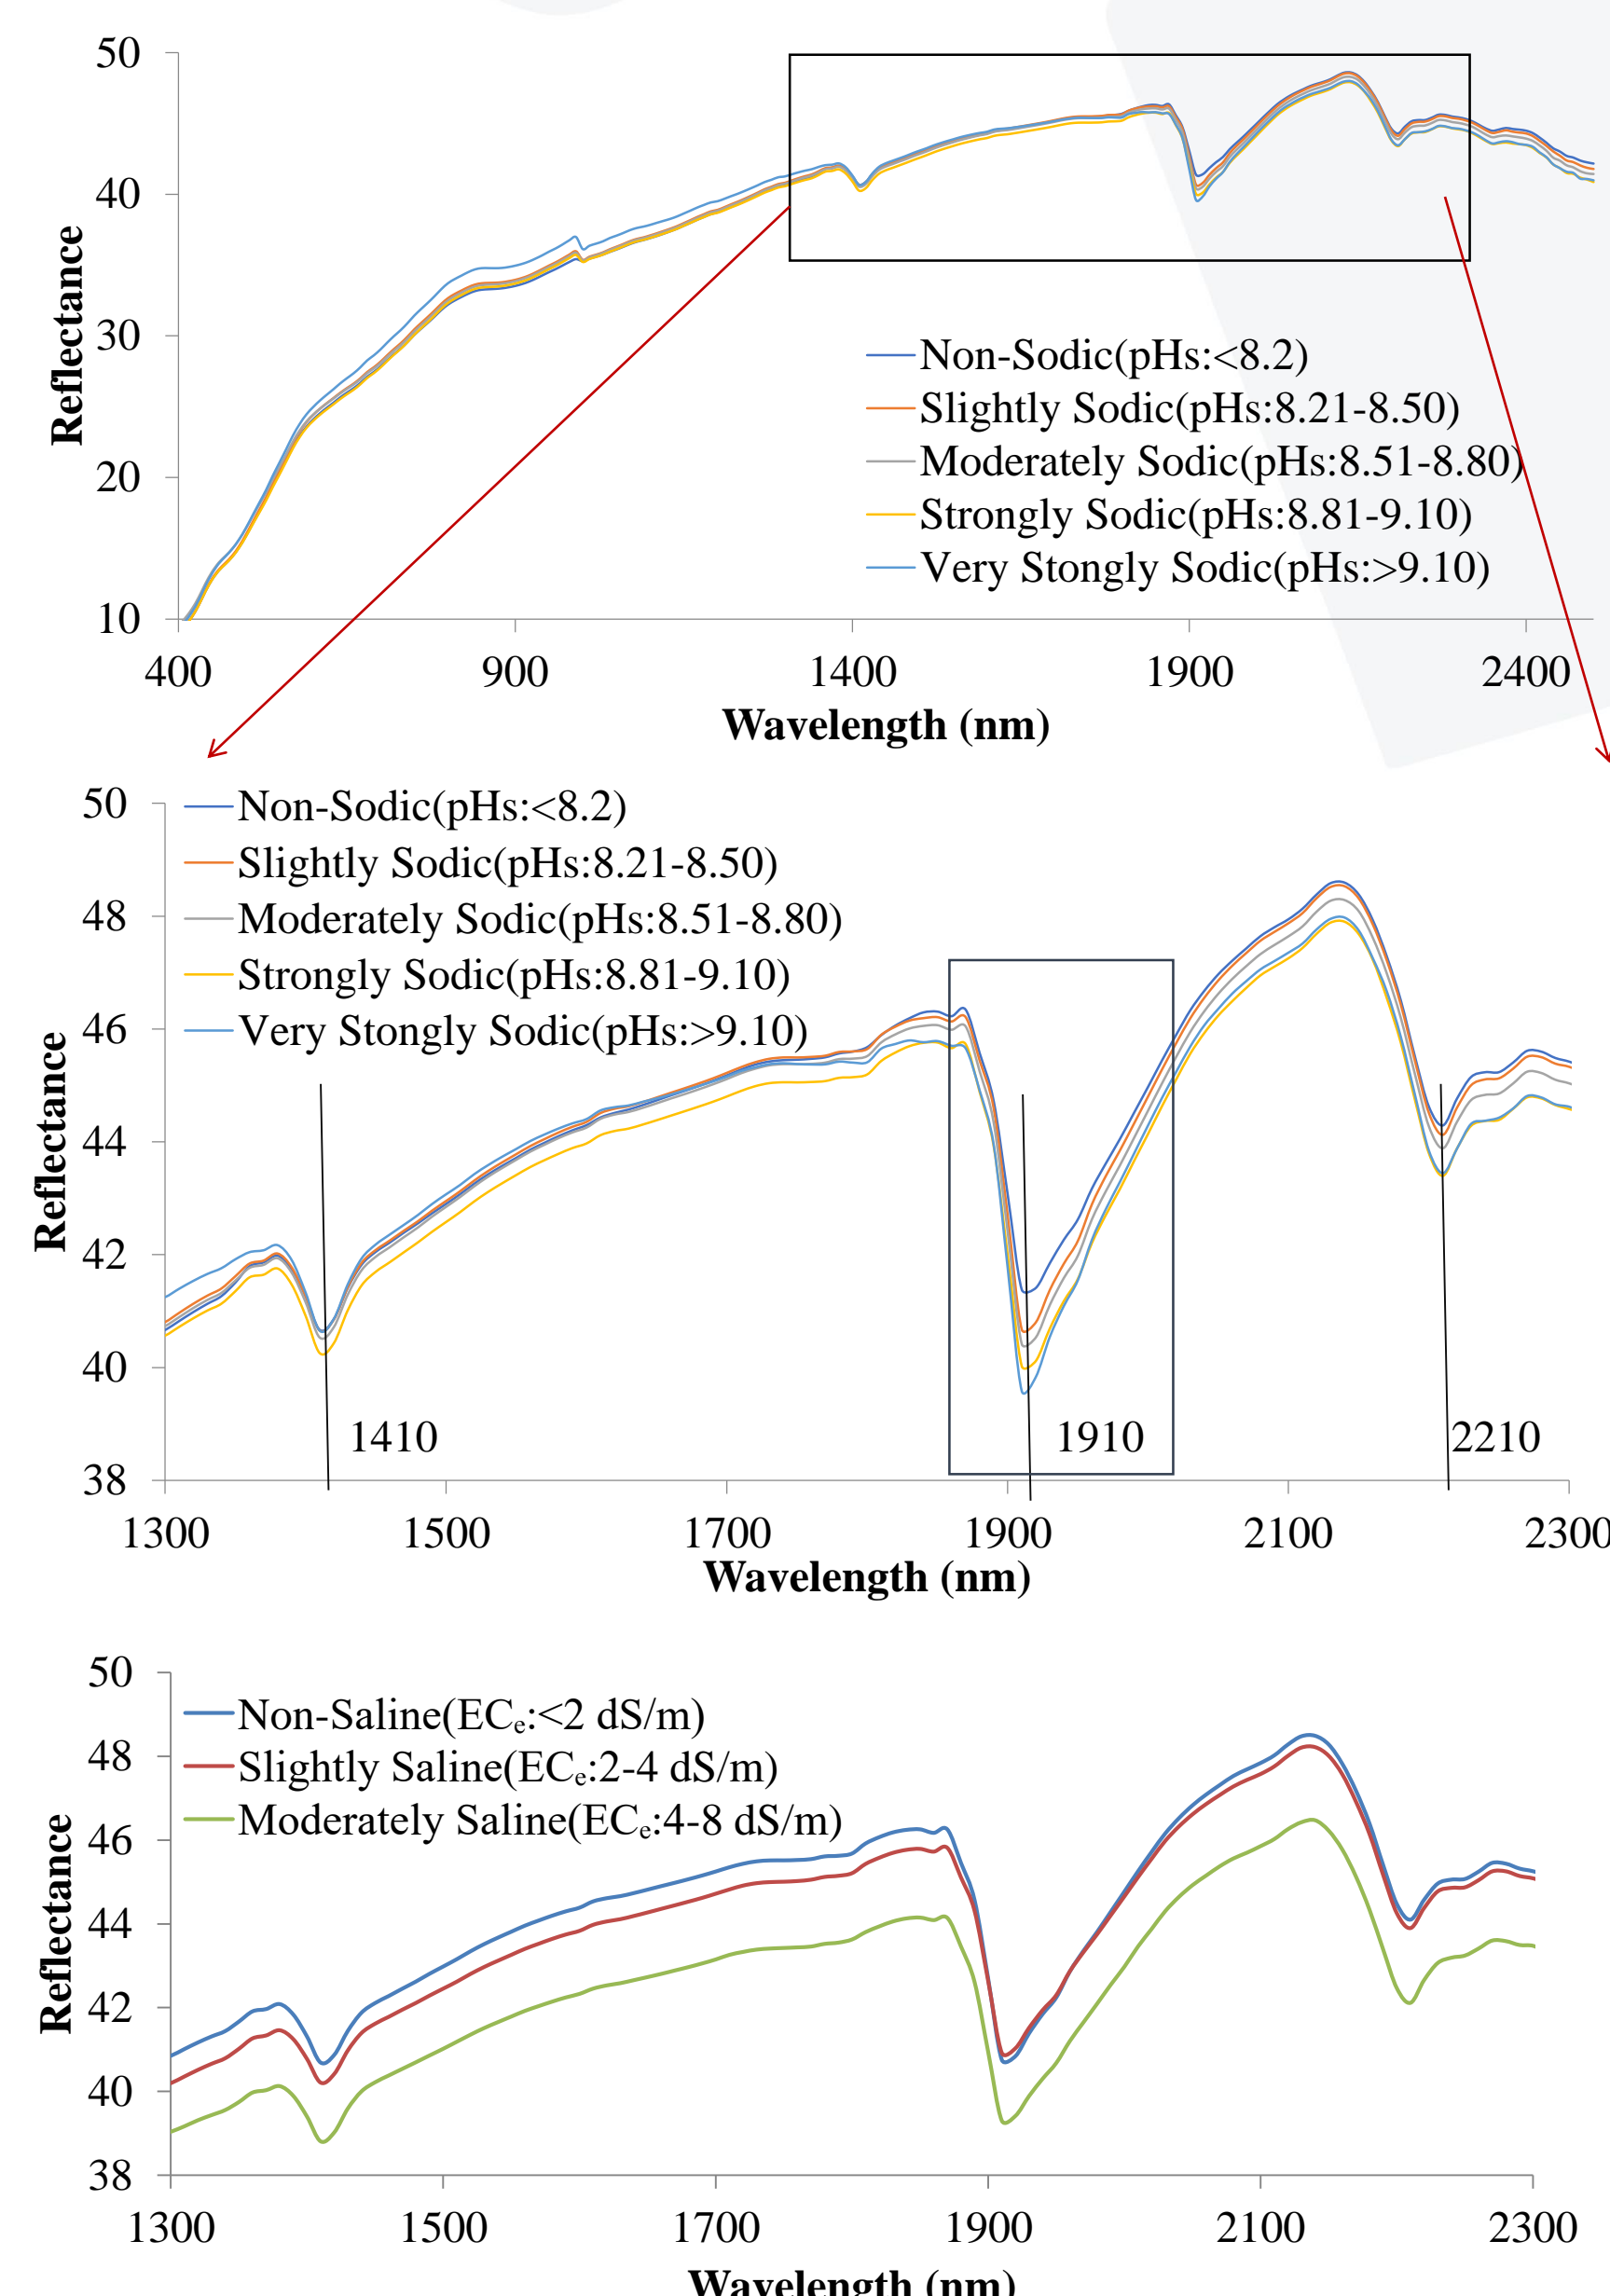 50
40
30
20
10
Reflectance
Non-Sodic(pHs:<8.2)
Slightly Sodic(pHs:8.21-8.50)
Moderately Sodic(pHs:8.51-8.80)
Strongly Sodic(pHs:8.81-9.10)
Very Stongly Sodic(pHs:>9.10)
400 900 1400 1900 2400
Wavelength (nm)
50
48
46
44
42
40
38
Reflectance
Non-Sodic(pHs:<8.2)
Slightly Sodic(pHs:8.21-8.50)
Moderately Sodic(pHs:8.51-8.80)
Strongly Sodic(pHs:8.81-9.10)
Very Stongly Sodic(pHs:>9.10)
1410 1910 2210
1300 1500 1700 1900 2100 2300
Wavelength (nm)
50
48
46
44
42
40
38
Reflectance
Non-Saline(ECe:<2 dS/m)
Slightly Saline(ECe:2-4 dS/m)
Moderately Saline(ECe:4-8 dS/m)
1300 1500 1700 1900 2100 2300
Wavelength (nm)